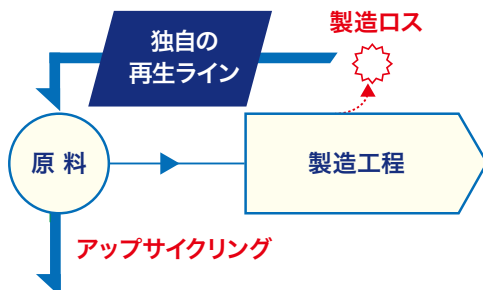 独自の
再生ライン
製造ロス
原料
製造工程
アップサイクリング